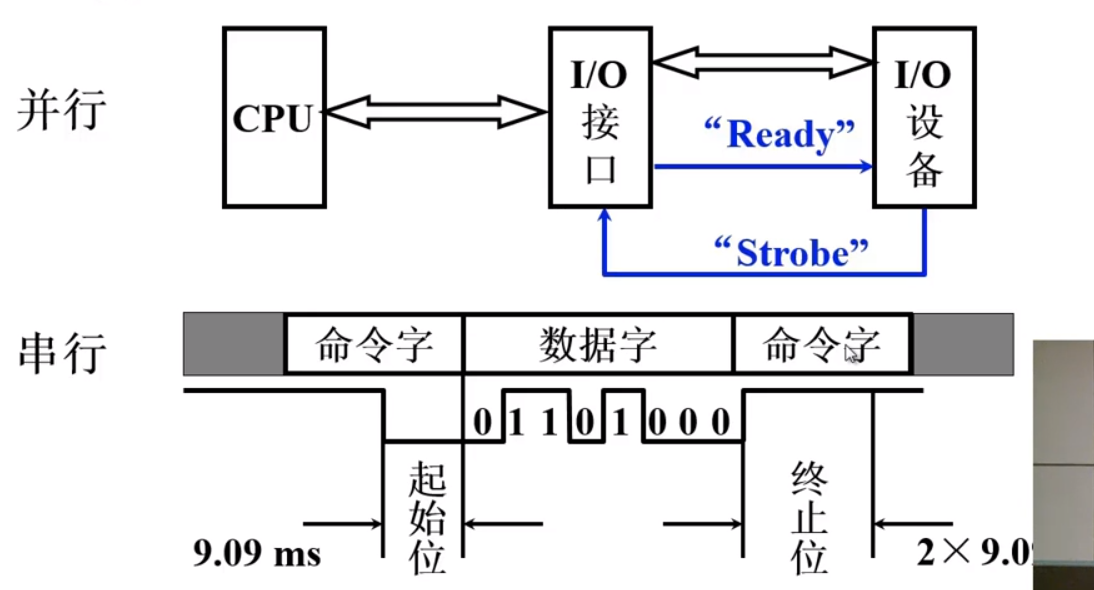 并行
CPU
I/O
接
口
“Ready”
“Strobe”
I/O
设
备
串行
命令字
数据字
命令字
0 1 1 0 1 0 0 0
起
始
位
终
止
位
9.09 ms
2×9.0